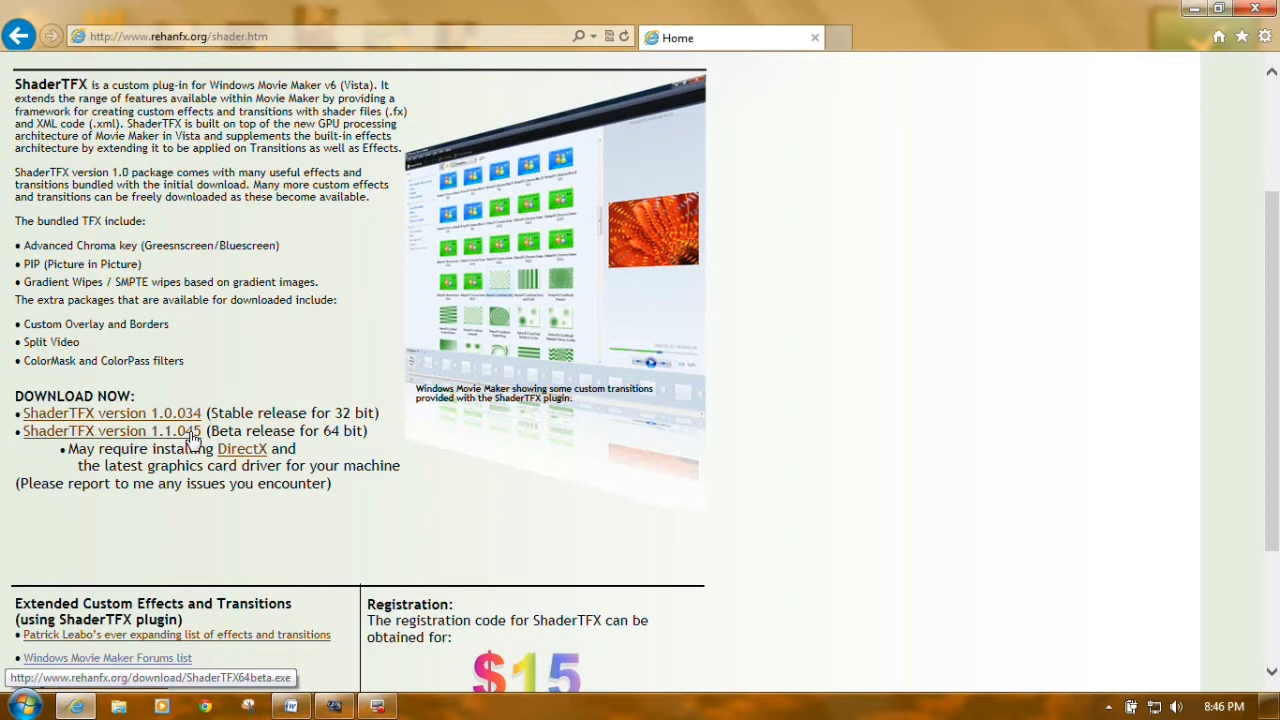 http://www.rehanfx.org/shader.htm
Home
ShaderTFX is a custom plug-in for Windows Movie Maker v6 (Vista). It
extends the range of features available within Movie Maker by providing a
framework for creating custom effects and transitions with shader files (.fx)
and XML code (.xml). ShaderTFX is built on top of the new GPU processing
architecture of Movie Maker in Vista and supplements the built-in effects
architecture by extending it to be applied on Transitions as well as Effects.
ShaderTFX version 1.0 package comes with many useful effects and
transitions bundled with the initial download. Many more custom effects
and transitions can be freely downloaded as these become available.
The bundled TFX include:
• Advanced Chroma key (Greesnscreen/Bluescreen)
• PIP (Picture in Picture)
• Gradient Wipes / SMPTE wipes based on gradient images.
The extra packages that are available for downloaded include:
• Custom Overlay and Borders
• Split Video
• ColorMask and ColorPass filters
Windows Movie Maker showing some custom transitions
provided with the ShaderTFX plugin.
DOWNLOAD NOW:
• ShaderTFX version 1.0.034 (Stable release for 32 bit)
• ShaderTFX version 1.1.045 (Beta release for 64 bit)
• May require installing DirectX and
the latest graphics card driver for your machine
(Please report to me any issues you encounter)
Extended Custom Effects and Transitions
(using ShaderTFX plugin)
• Patrick Leabo's ever expanding list of effects and transitions
• Windows Movie Maker Forums list
Registration:
The registration code for ShaderTFX can be
obtained for:
$15
http://www.rehanfx.org/download/ShaderTFX64beta.exe
8:46 PM